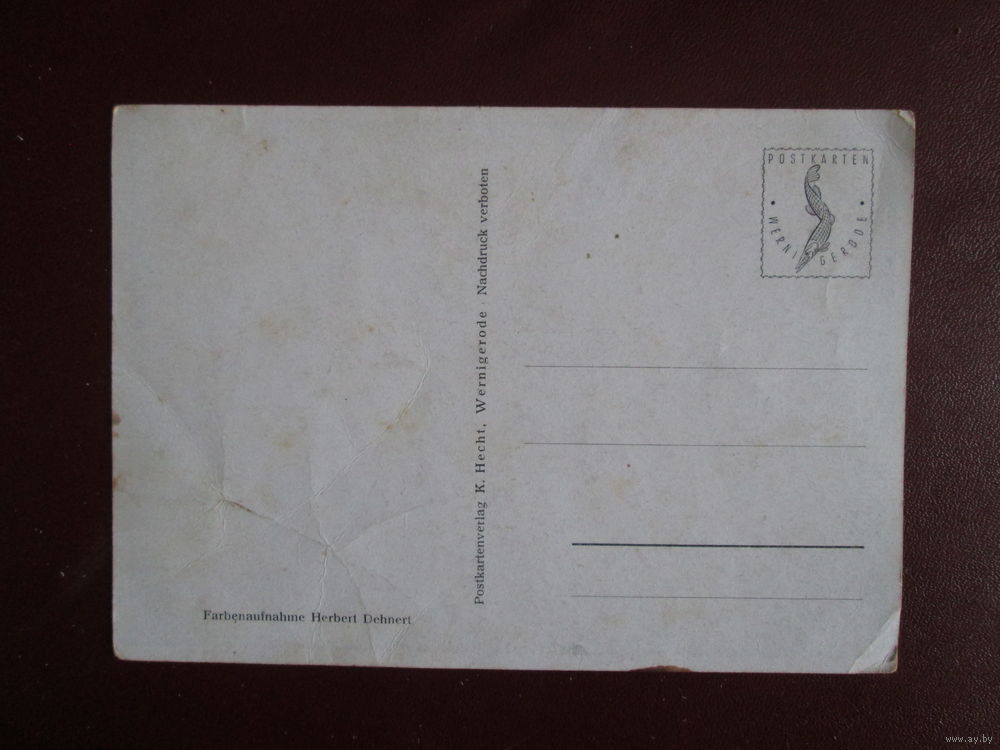 POSTKARTEN
WERNIGERODE
Postkartenverlag K. Hecht, Wernigerode · Nachdruck verboten
Farbenaufnahme Herbert Dehnert
www.ay.by